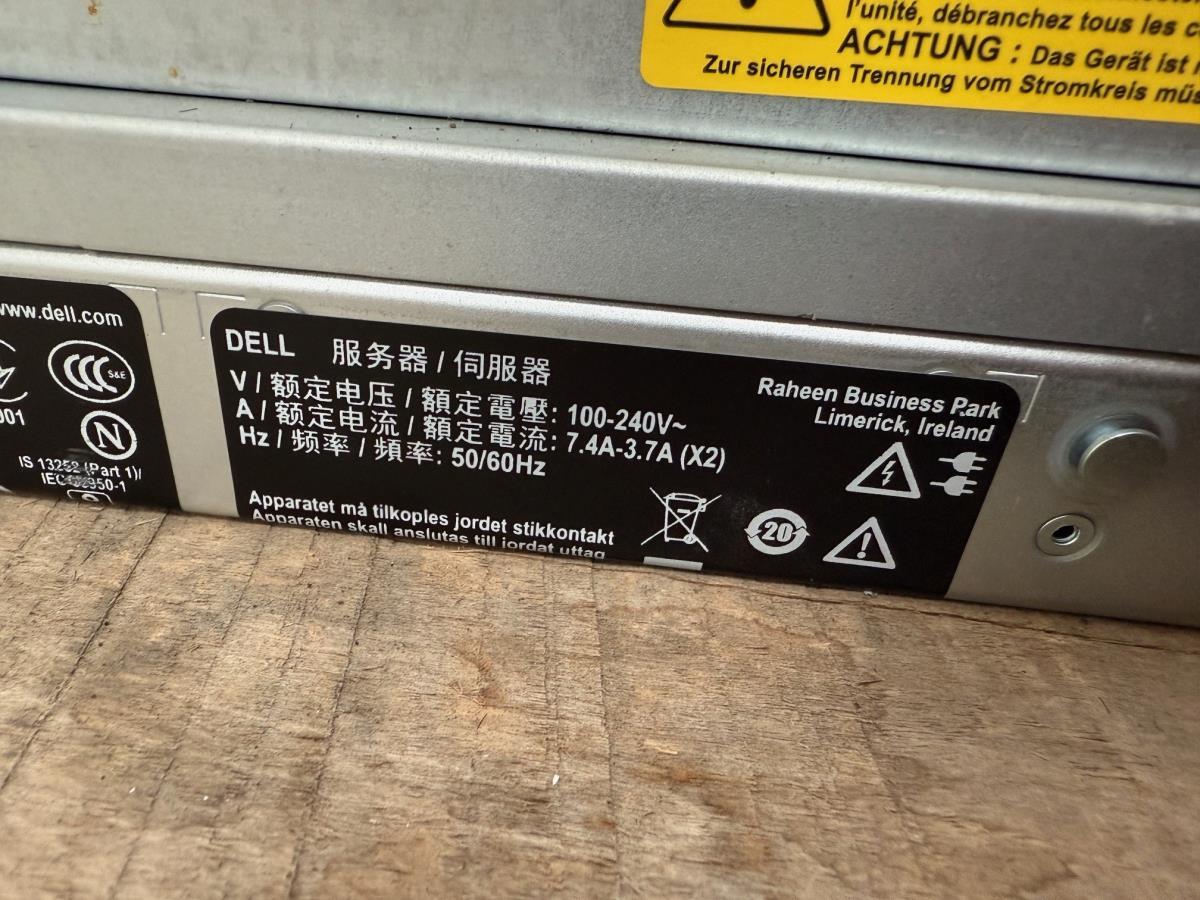 l'unité, débranchez tous les
ACHTUNG : Das Gerät ist
Zur sicheren Trennung vom Stromkreis
www.dell.com
S&E
N
IS 13252 (Part 1)/
IEC 60950-1
DELL 服务器 / 伺服器
V / 额定电压 / 額定電壓: 100-240V~
A / 额定电流 / 額定電流: 7.4A-3.7A (X2)
Hz / 频率 / 頻率: 50/60Hz
Raheen Business Park
Limerick, Ireland
Apparatet må tilkoples jordet stikkontakt
Apparaten skall anslutas till jordat uttag
20